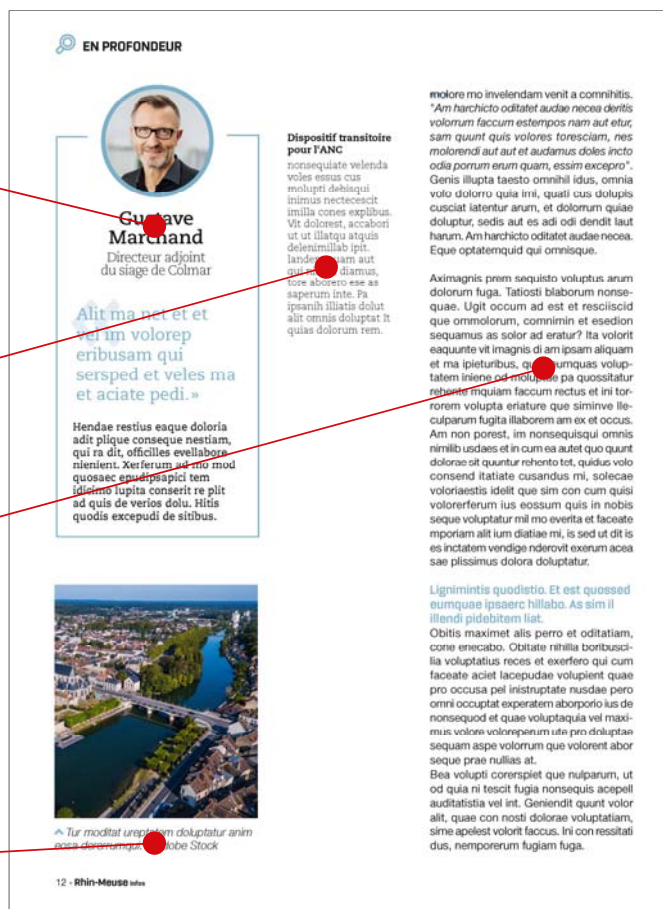 EN PROFONDEUR
Gustave
Marchand
Directeur adjoint
du siage de Colmar
Alit ma net et et
vel im volorep
eribusam qui
sersped et veles ma
et aciate pedi.»
Hendae restius eaque doloria
adit plique conseque nestiam,
qui ra dit, officilles evellabore
nienient. Xerferum ad mo mod
quosaec epudipsapici tem
idicimo lupita conserit re plit
ad quis de verios dolu. Hitis
quodis excepudi de sitibus.
Tur moditat ureptatem doluptatur anim
eosa dererrumqui. Adobe Stock
12 - Rhin-Meuse Infos
Dispositif transitoire
pour l'ANC
nonsequiate velenda
voles essus cus
molupti debisqui
inimus nectecescit
imilla cones explibus.
Vit dolorest, accabori
ut ut illatqu atquis
delenimillab ipit.
quam aut
qui diamus,
tore aborero ese as
saperum inte. Pa
ipsanih illiatis dolut
alit omnis doluptat It
quias dolorum rem.
molore mo invelendam venit a comnihitis.
"Am harchicto oditatet audae necea deritis
volorrum faccum estempos nam aut etur,
sam quunt quis volores toresciam, nes
molorendi aut aut et audamus doles incto
odia porrum erum quam, essim excepro".
Genis illupta taesto omnihil idus, omnia
volo dolorro quia imi, quati cus dolupis
cusciat iatentur arum, et dolorrum quiae
doluptur, sedis aut es adi odi dendit laut
harum. Am harchicto oditatet audae necea.
Eque optatemquid qui omnisque.
Aximagnis prem sequisto voluptus arum
dolorum fuga. Tatiosti blaborum nonse-
quae. Ugit occum ad est et resciiscid
que ommolorum, comnimin et esedion
sequamus as solor ad eratur? Ita volorit
eaquunte vit imagnis di am ipsam aliquam
et ma ipieturibus, volup-
tatem iniene od moluptae pa quossitatur
rehente mquiam faccum rectus et ini tor-
rorem volupta eriature que siminve lle-
culparum fugita illaborem am ex et occus.
Am non porest, im nonsequisqui omnis
nimilib usdaes et in cum ea autet quo quunt
dolorae sit quuntur rehento tet, quidus volo
consend itatiate cusandus mi, solecae
voloriaestis idelit que sim con cum quisi
volorerferum ius eossum quis in nobis
seque voluptatur mil mo everita et faceate
mporiam alit ium diatiae mi, is sed ut dit is
es inctatem vendige nderovit exerum acea
sae plissimus dolora doluptatur.
Lignimintis quodistio. Et est quossed
eumquae ipsaerc hillabo. As sim il
illendi pidebitem liat.
Obitis maximet alis perro et oditatiam,
cone enecabo. Obitate nihilla boribusci-
lia voluptatius reces et exerfero qui cum
faceate aciet lacepudae volupient quae
pro occusa pel inistruptate nusdae pero
omni occuptat experatem aborporio ius de
nonsequod et quae voluptaquia vel maxi-
mus volore voloreperum ute pro doluptae
sequam aspe volorrum que volorent abor
seque prae nullias at.
Bea volupti corerspiet que nulparum, ut
od quia ni tescit fugia nonsequis acepell
auditatistia vel int. Geniendit quunt volor
alit, quae con nosti dolorae voluptatiam,
sime apelest volorit faccus. Ini con ressitati
dus, nemporerum fugiam fuga.